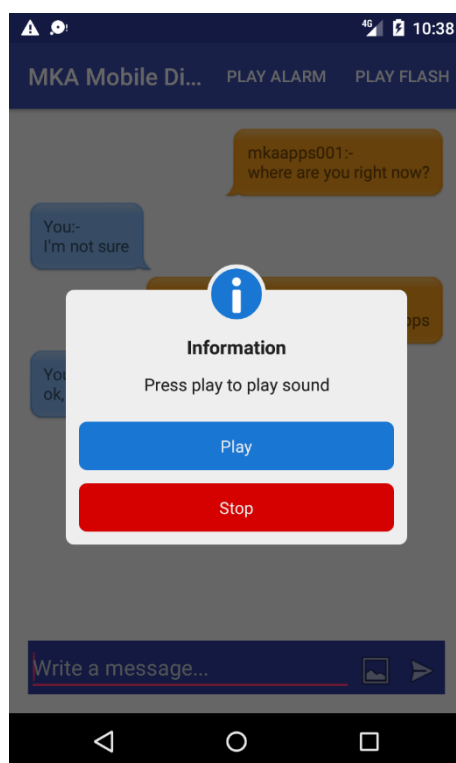 4G 10:38
MKA Mobile Di... PLAY ALARM PLAY FLASH
mkaapps001:-
where are you right now?
You:-
I'm not sure
pps
You
ok,
Information
Press play to play sound
Play
Stop
Write a message...